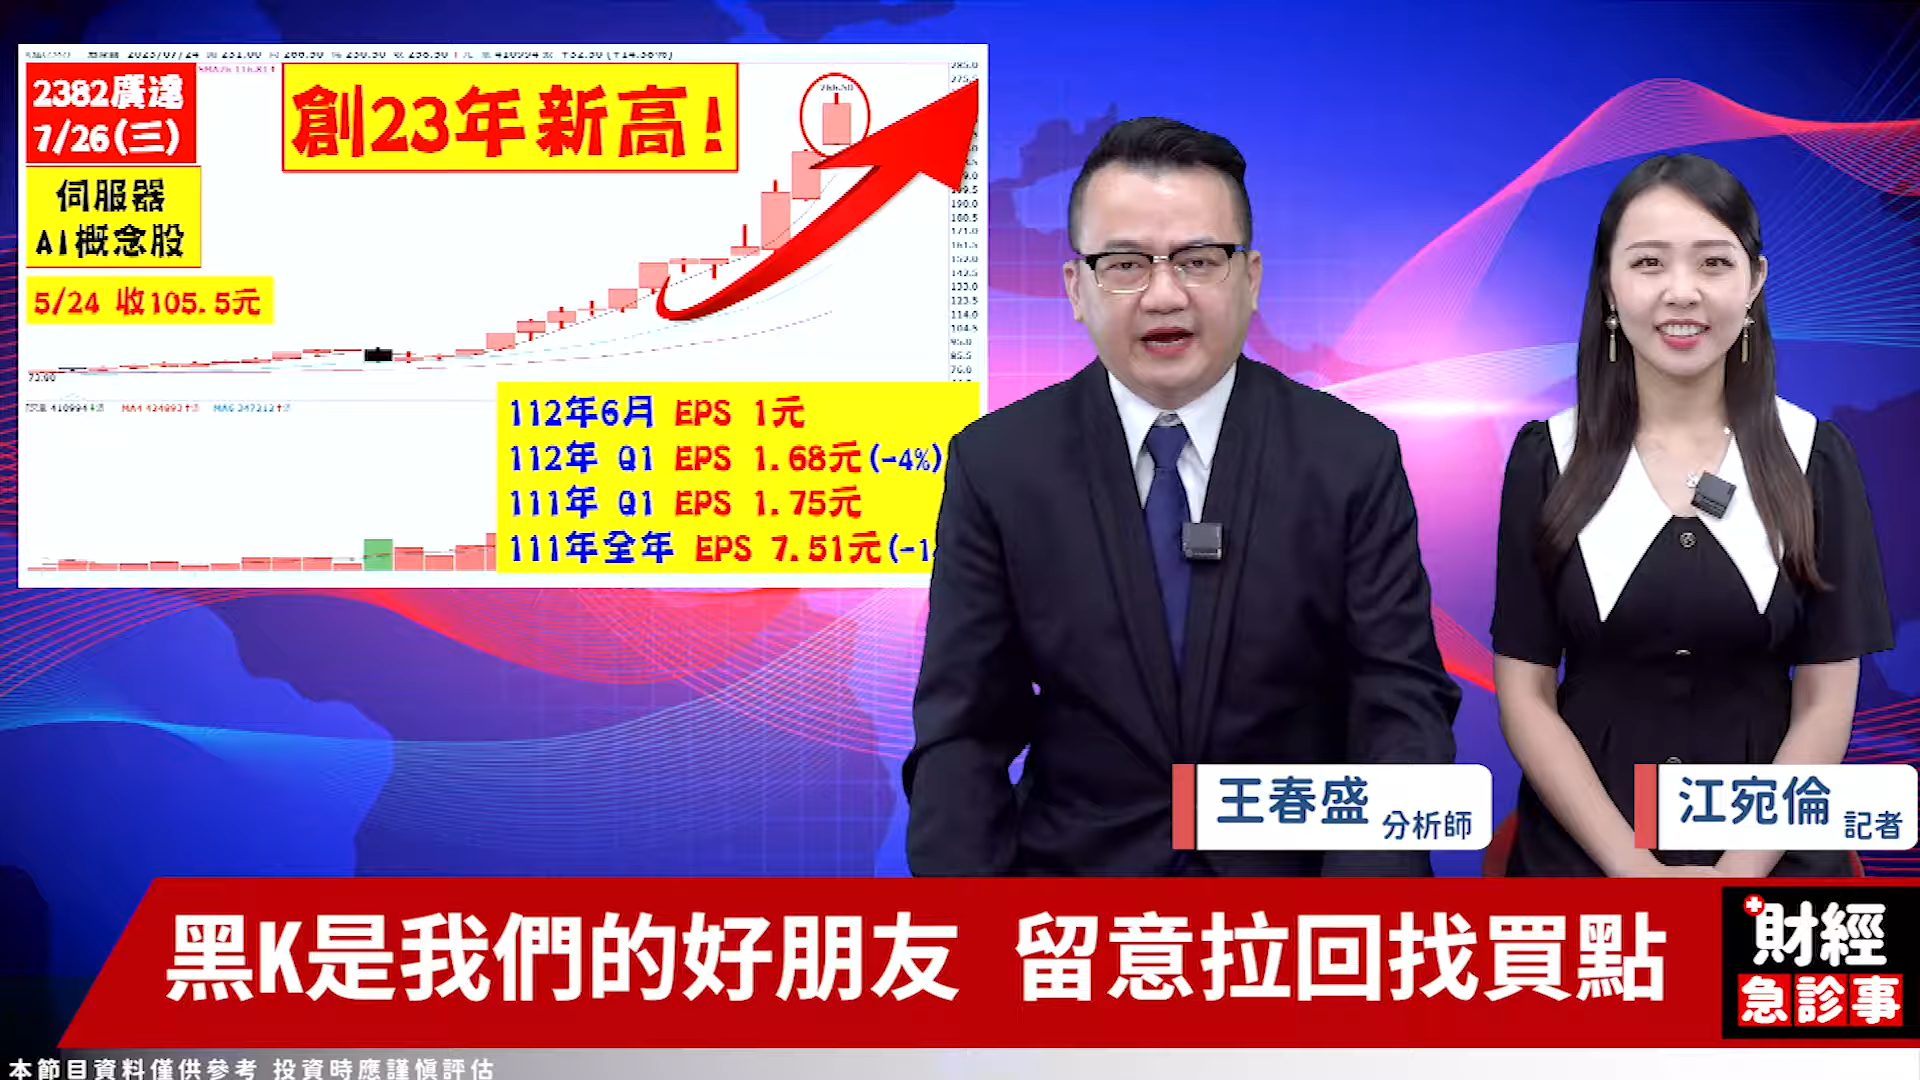 2382廣達
7/26(三)
創23年新高!
266.50
伺服器
AI概念股
5/24 收105.5元
72.60
112年6月 EPS 1元
112年 Q1 EPS 1.68元(-4%)
111年 Q1 EPS 1.75元
111年全年 EPS 7.51元(-1
王春盛 分析師
江宛倫 記者
黑K是我們的好朋友 留意拉回找買點
財經
急診事
本節目資料僅供參考 投資時應謹慎評估